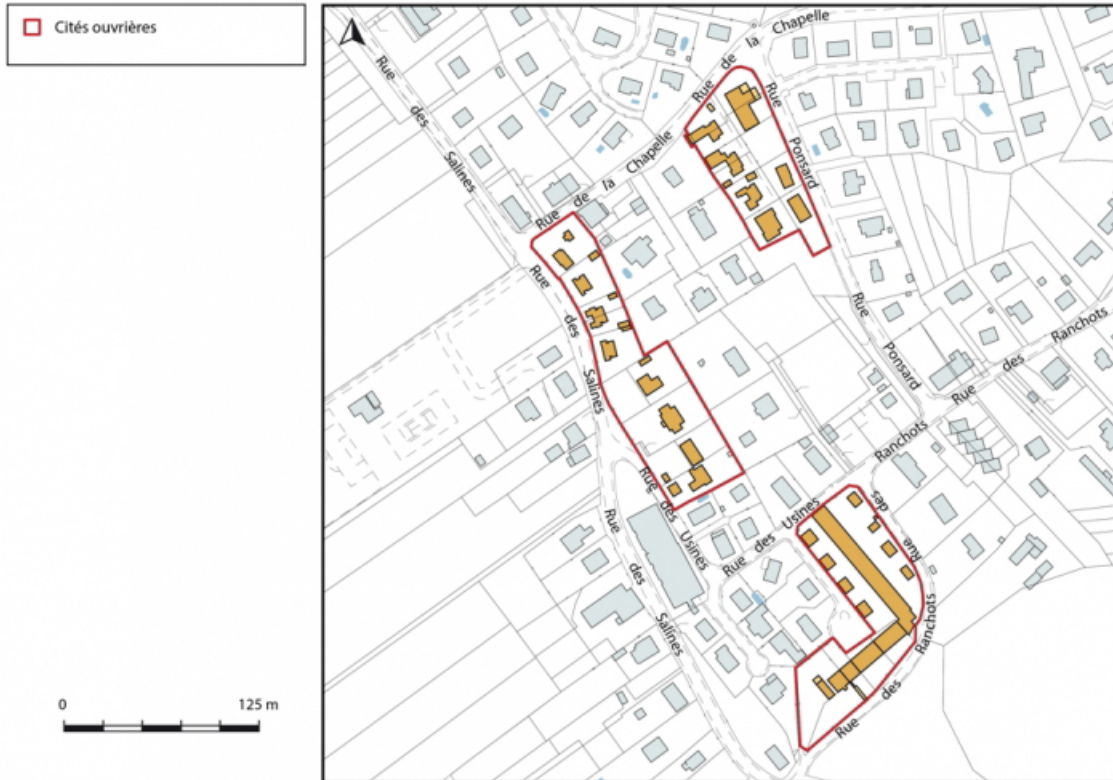 Cités ouvrières
0 125 m
Rue des Salines
Rue de la Chapelle
Rue de la Chapelle
Rue Ponsard
Rue des Salines
Rue Ponsard
Rue des Ranchots
Ranchots
Rue des Usines
Rue des Usines
Rue des Salines
Rue des Ranchots
Rue des